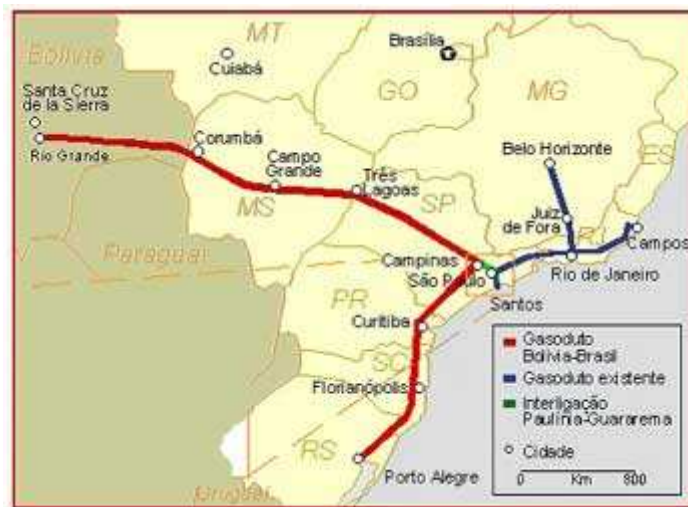 MT
Brasília
Bolívia
Cuiabá
GO
MG
Santa Cruz
de la Sierra
Rio Grande
Corumbá
Campo
Grande
Três
Lagoas
MS
SP
Belo Horizonte
ES
Juiz
de Fora
RJ
Campos
Paraguai
Campinas
São Paulo
Rio de Janeiro
Santos
PR
Curitiba
SC
Florianópolis
RS
Porto Alegre
Uruguai
Gasoduto
Bolívia-Brasil
Gasoduto existente
Interligação
Paulínia-Guararema
Cidade
0 Km 800